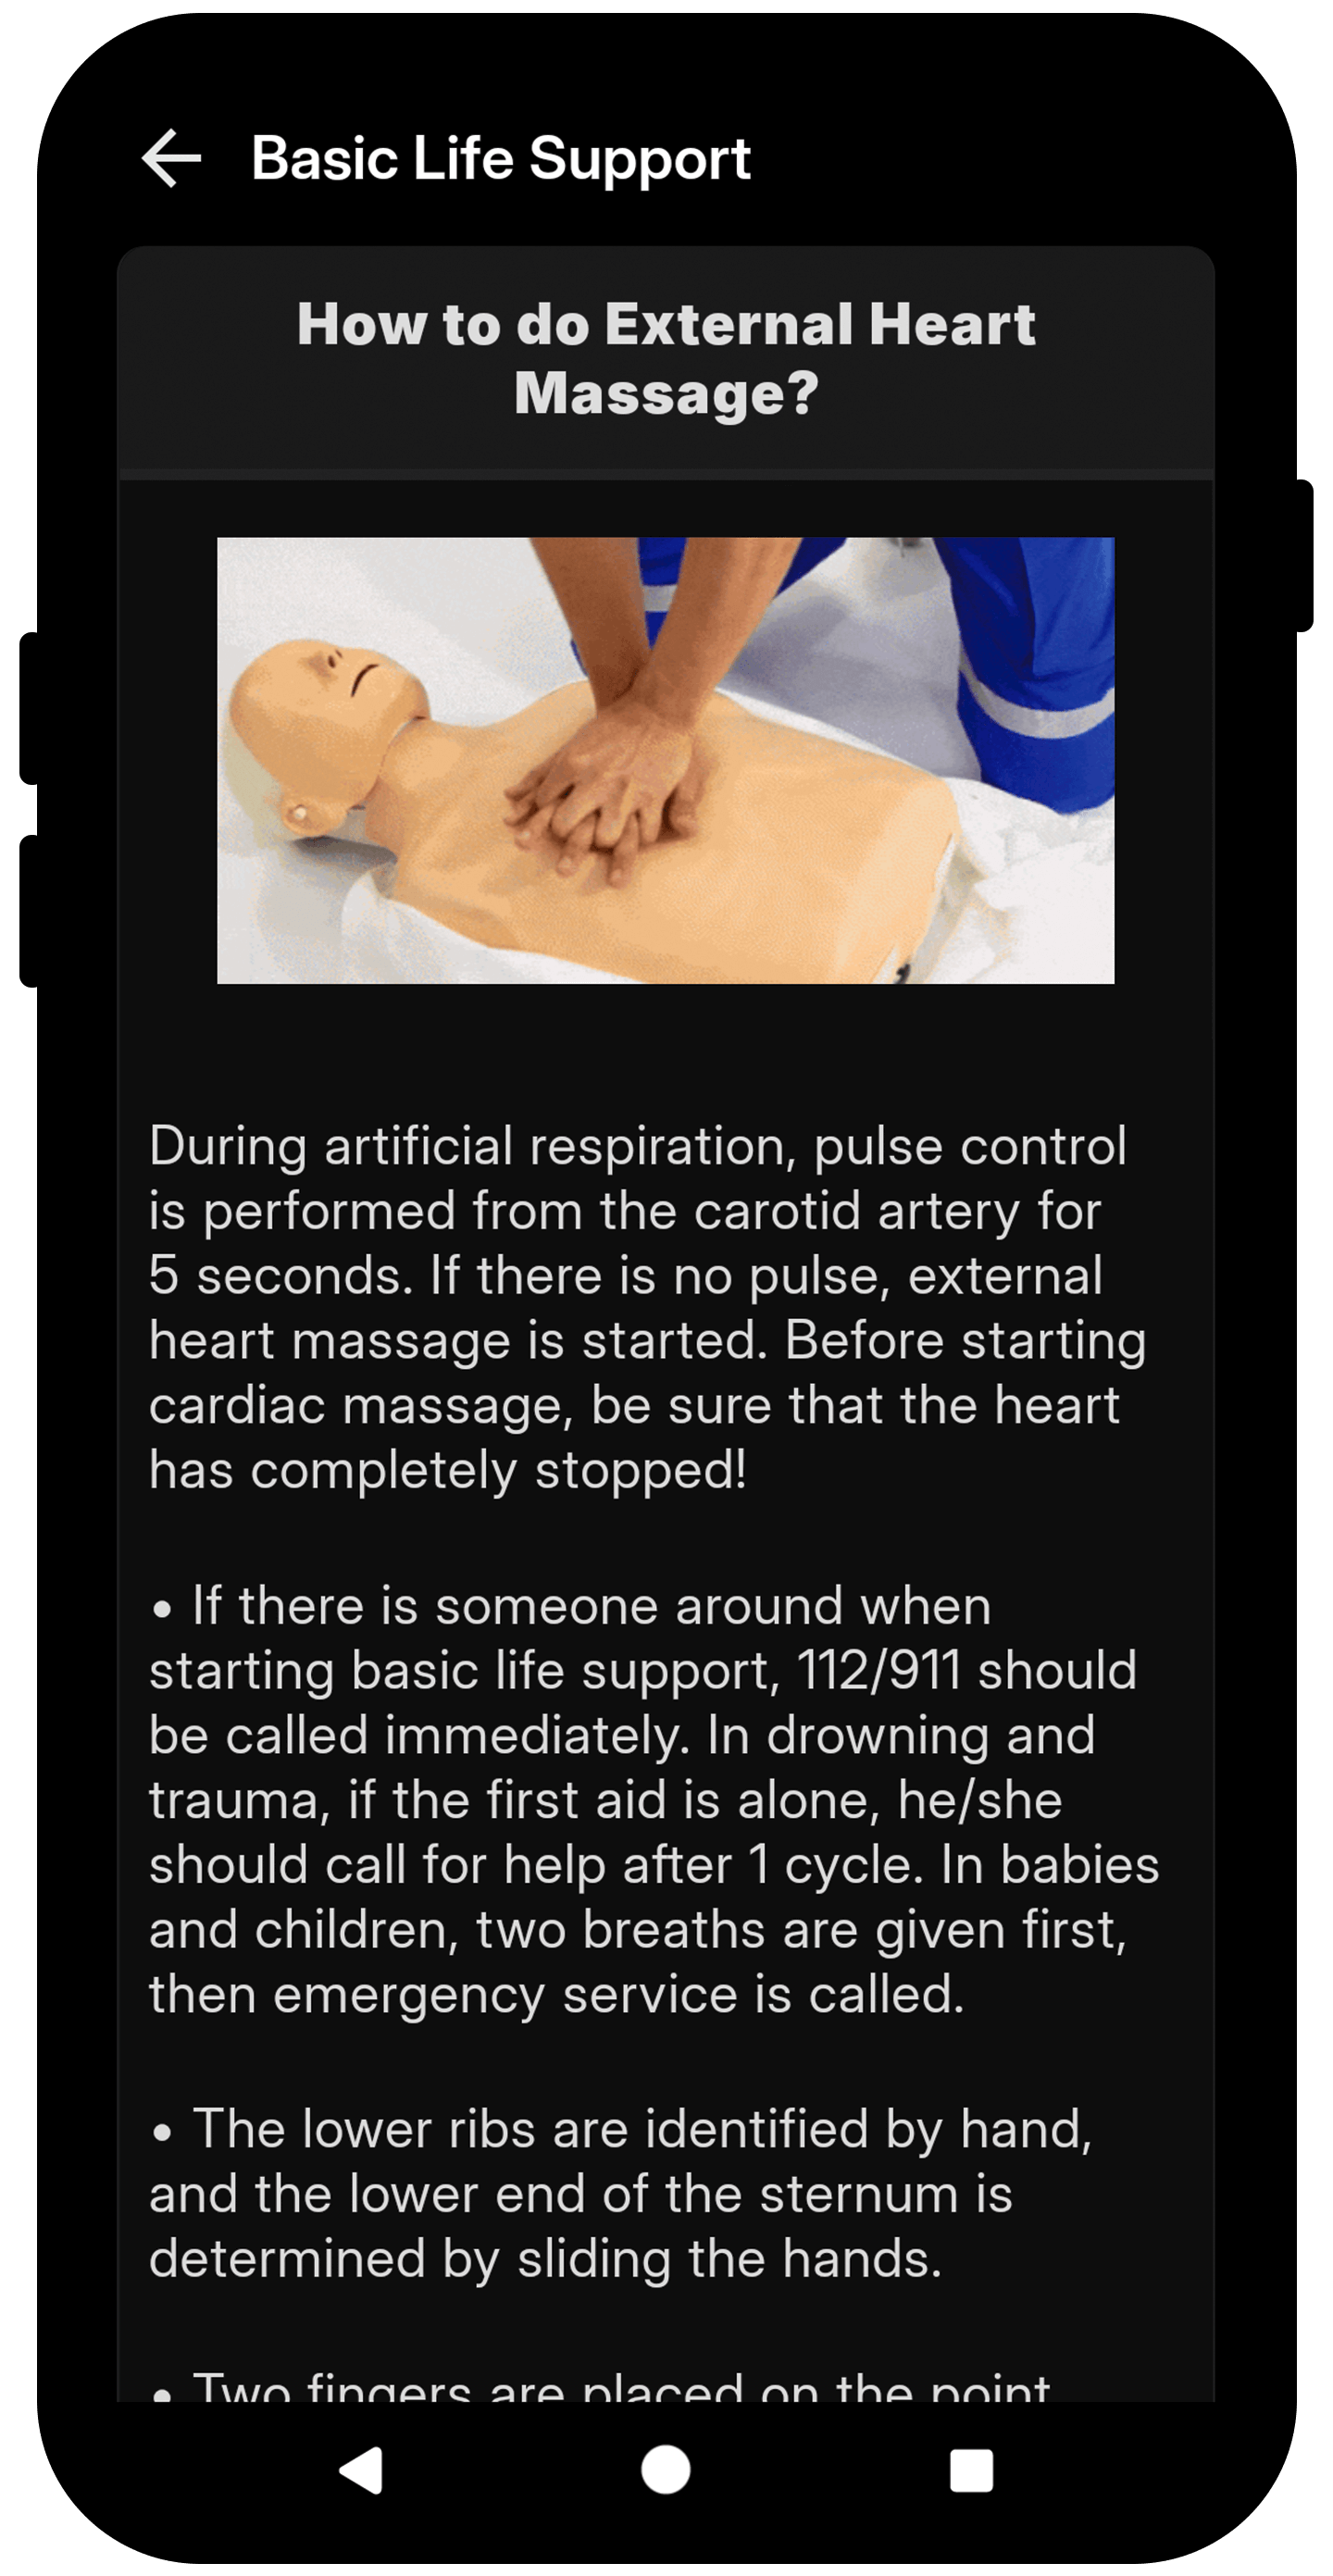 Basic Life Support
How to do External Heart
Massage?
During artificial respiration, pulse control
is performed from the carotid artery for
5 seconds. If there is no pulse, external
heart massage is started. Before starting
cardiac massage, be sure that the heart
has completely stopped!
• If there is someone around when
starting basic life support, 112/911 should
be called immediately. In drowning and
trauma, if the first aid is alone, he/she
should call for help after 1 cycle. In babies
and children, two breaths are given first,
then emergency service is called.
• The lower ribs are identified by hand,
and the lower end of the sternum is
determined by sliding the hands.
• Two fingers are placed on the point